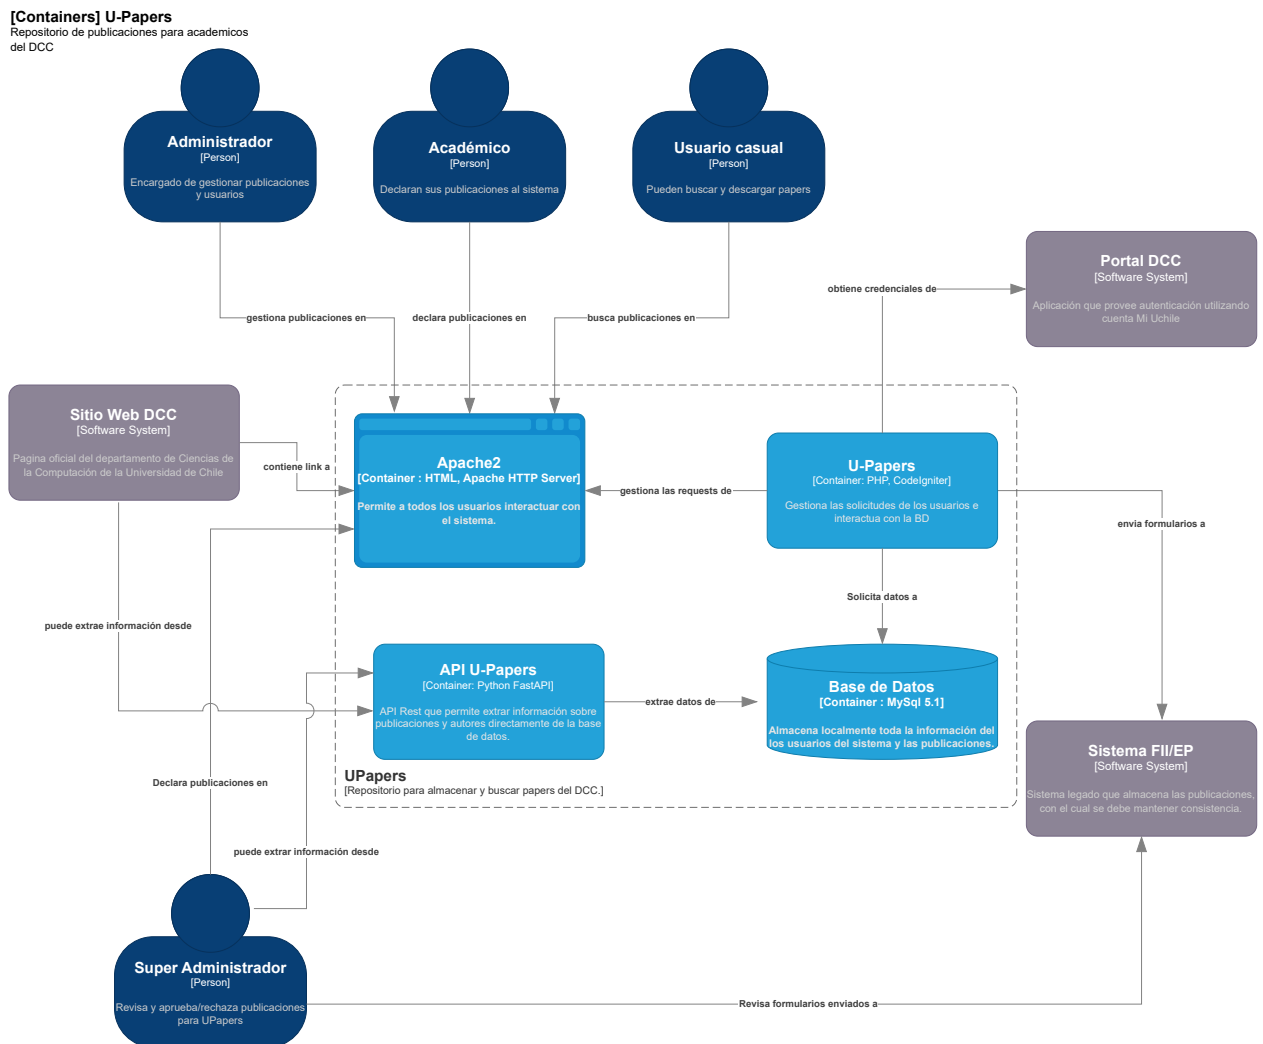 [Containers] U-Papers
Repositorio de publicaciones para academicos
del DCC
Administrador
[Person]
Encargado de gestionar publicaciones
y usuarios
Académico
[Person]
Declaran sus publicaciones al sistema
Usuario casual
[Person]
Pueden buscar y descargar papers
Portal DCC
[Software System]
Aplicación que provee autenticación utilizando
cuenta Mi Uchile
obtiene credenciales de
gestiona publicaciones en
declara publicaciones en
busca publicaciones en
Sitio Web DCC
[Software System]
Pagina oficial del departamento de Ciencias de
la Computación de la Universidad de Chile
contiene link a
Apache2
[Container : HTML, Apache HTTP Server]
Permite a todos los usuarios interactuar con
el sistema.
gestiona las requests de
U-Papers
[Container: PHP, CodeIgniter]
Gestiona las solicitudes de los usuarios e
interactua con la BD
envia formularios a
Solicita datos a
puede extrae información desde
API U-Papers
[Container: Python FastAPI]
API Rest que permite extrar información sobre
publicaciones y autores directamente de la base
de datos.
extrae datos de
Base de Datos
[Container : MySql 5.1]
Almacena localmente toda la información del
los usuarios del sistema y las publicaciones.
UPapers
[Repositorio para almacenar y buscar papers del DCC.]
Sistema FII/EP
[Software System]
Sistema legado que almacena las publicaciones,
con el cual se debe mantener consistencia.
Declara publicaciones en
puede extrar información desde
Super Administrador
[Person]
Revisa y aprueba/rechaza publicaciones
para UPapers
Revisa formularios enviados a